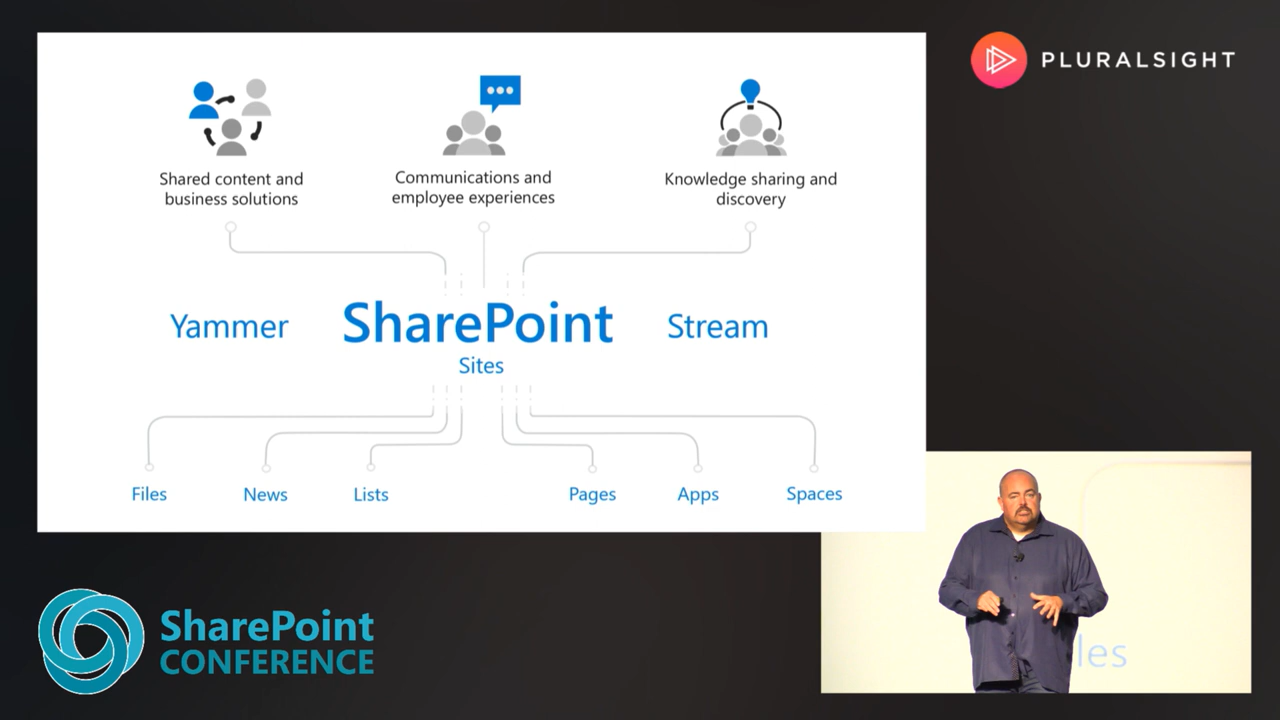 PLURALSIGHT
Shared content and
business solutions
Communications and
employee experiences
Knowledge sharing and
discovery
Yammer
SharePoint
Stream
Sites
Files
News
Lists
Pages
Apps
Spaces
SharePoint
CONFERENCE
les